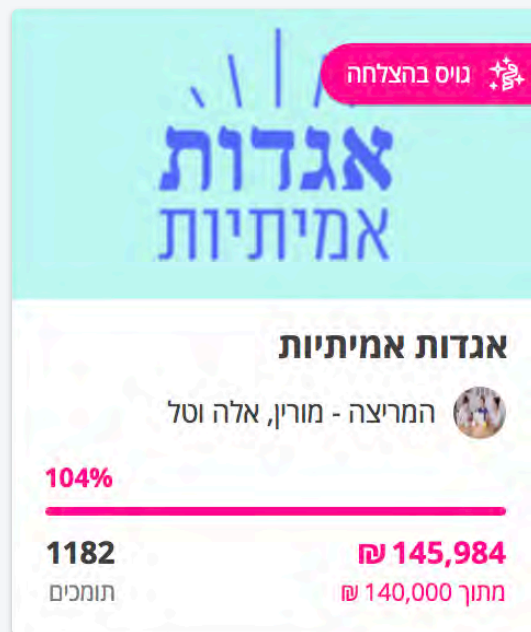 גויס בהצלחה
אגדות
אמיתיות
אגדות אמיתיות
המריצה - מורין, אלה וטל
104%
145,984 ₪
1182
מתוך 140,000 ₪
תומכים